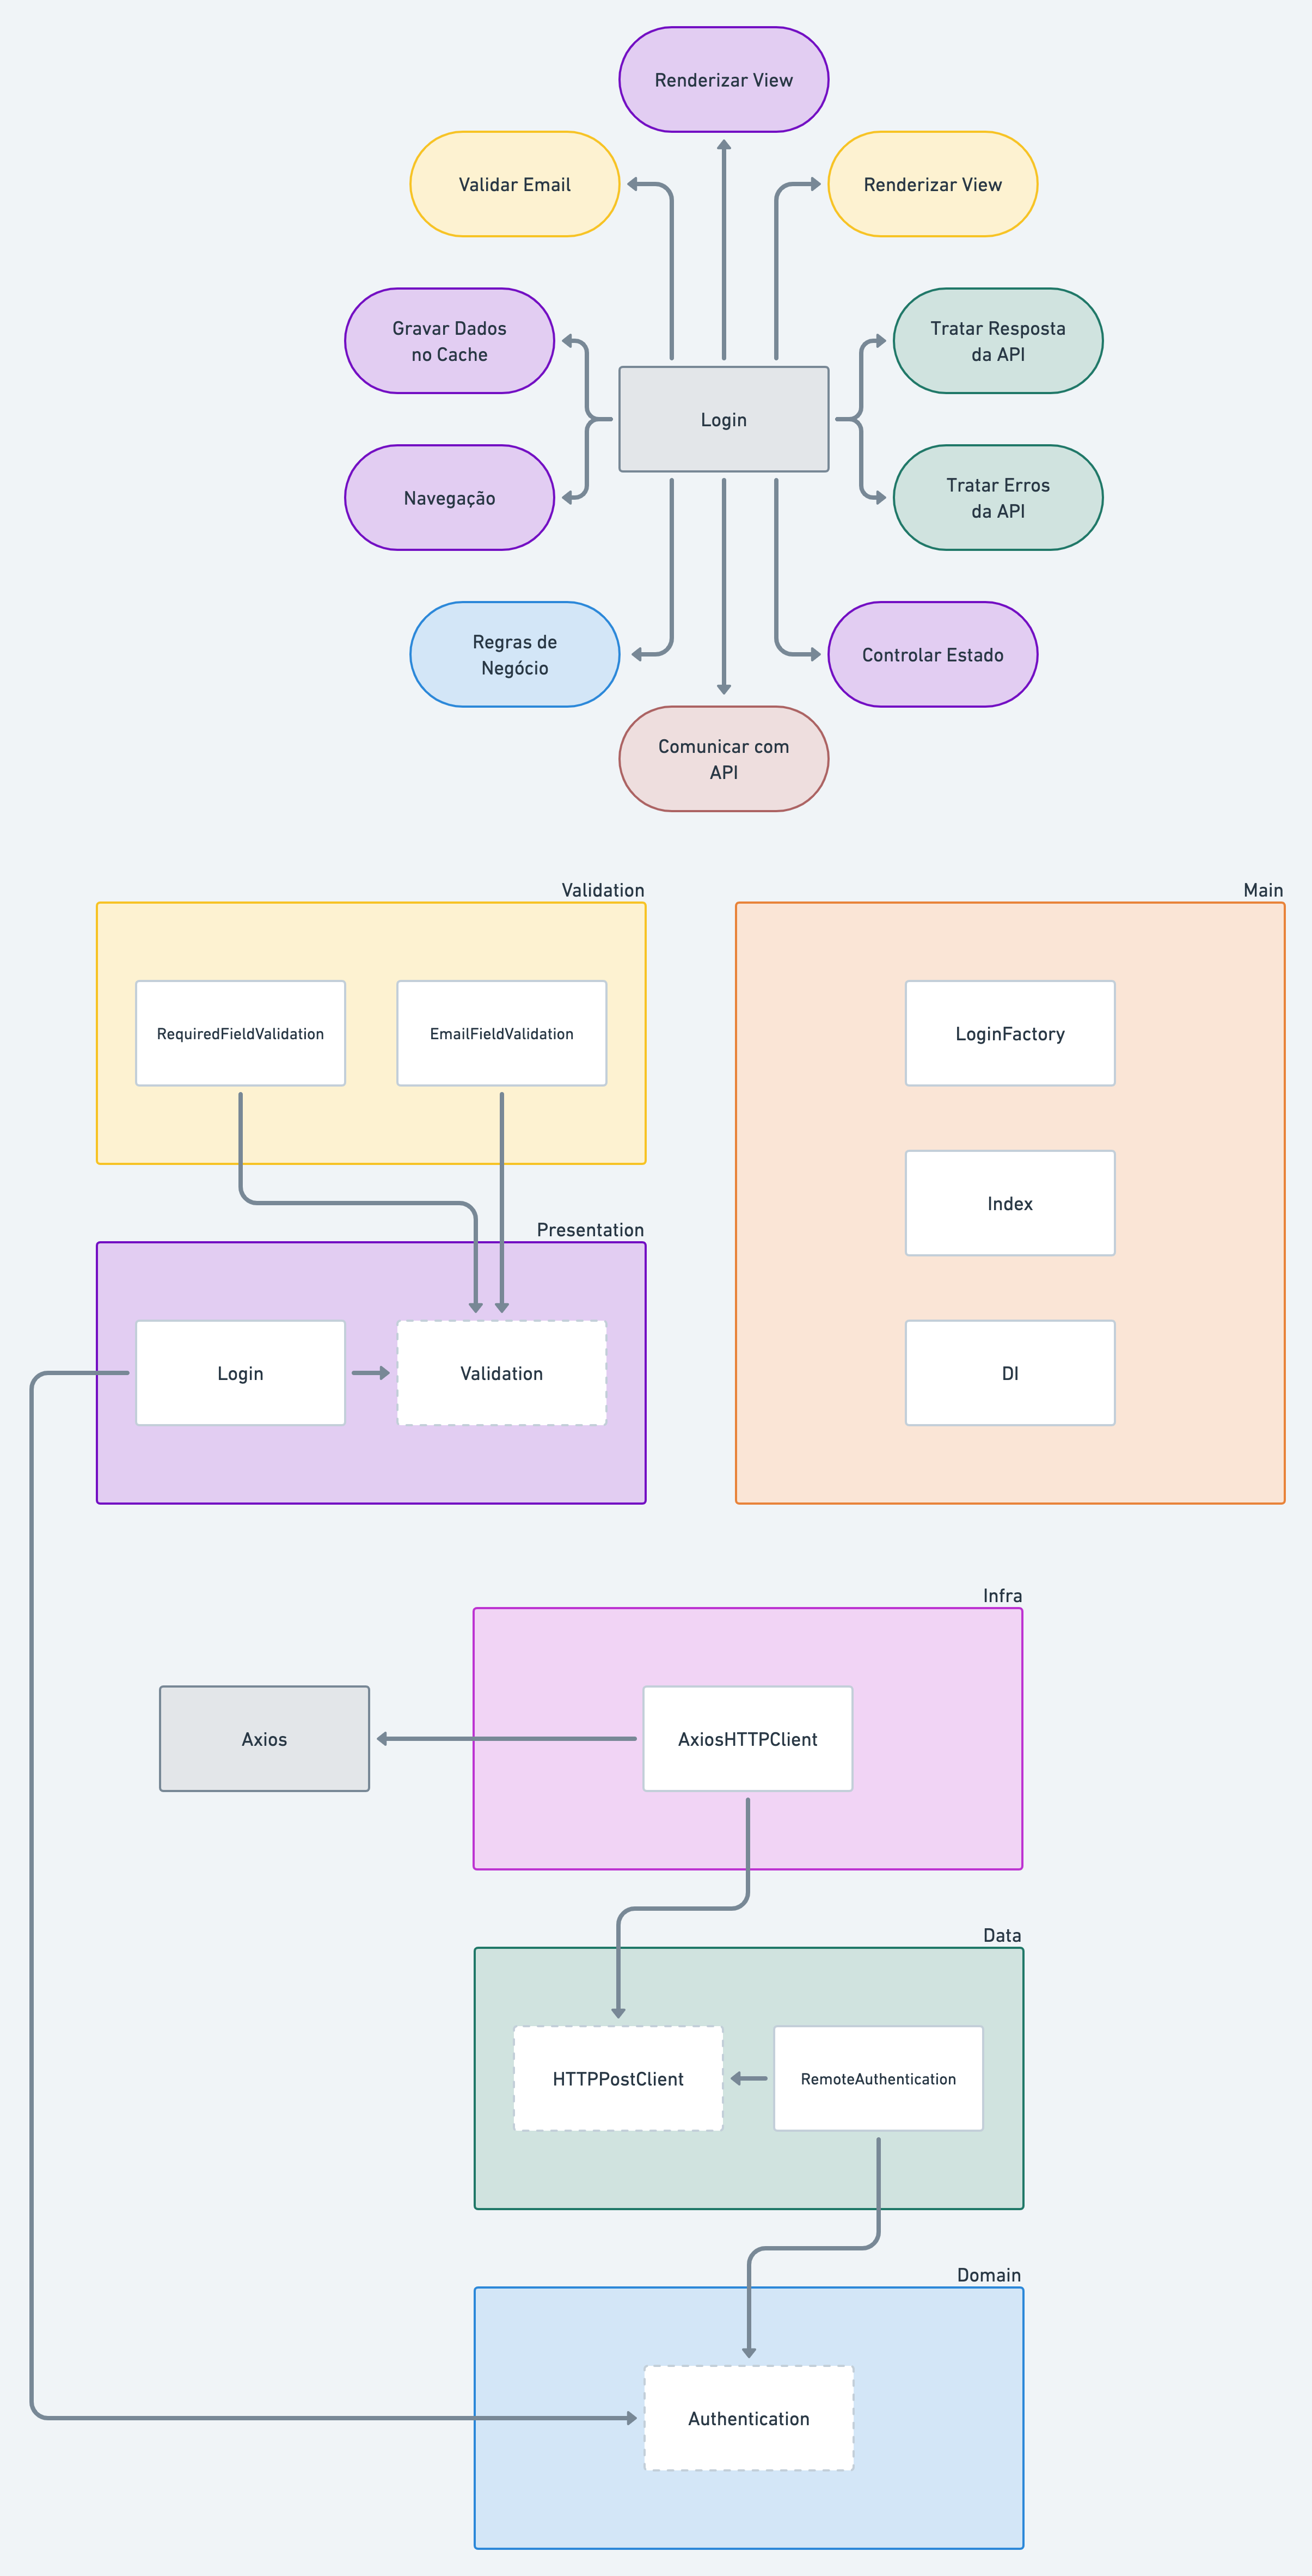 Renderizar View
Validar Email
Renderizar View
Gravar Dados
no Cache
Tratar Resposta
da API
Login
Navegação
Tratar Erros
da API
Regras de
Negócio
Controlar Estado
Comunicar com
API
Validation
RequiredFieldValidation
EmailFieldValidation
Main
LoginFactory
Index
DI
Presentation
Login
Validation
Infra
Axios
AxiosHTTPClient
Data
HTTPPostClient
RemoteAuthentication
Domain
Authentication